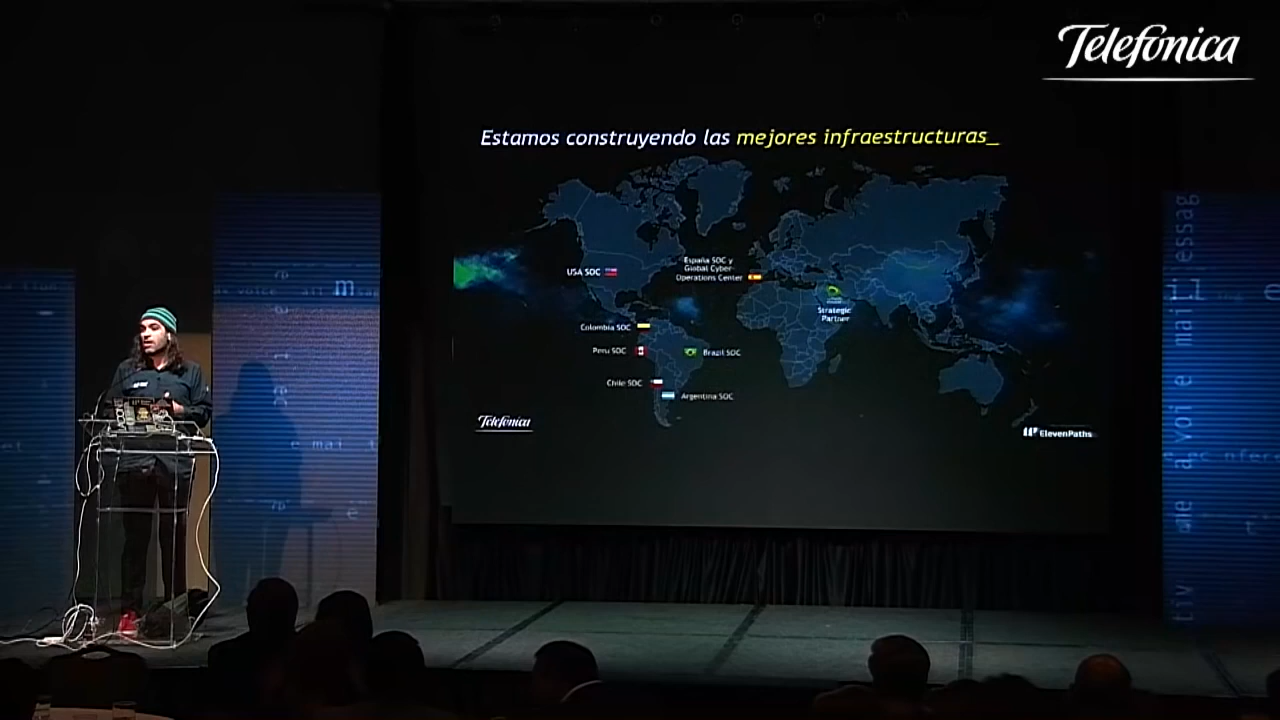 Telefónica
Estamos construyendo las mejores infraestructuras_
USA SOC
España SOC y
Global Cyber-
Operations Center
Strategic
Partner
Colombia SOC
Peru SOC
Brazil SOC
Chile SOC
Argentina SOC
Telefónica
ElevenPaths